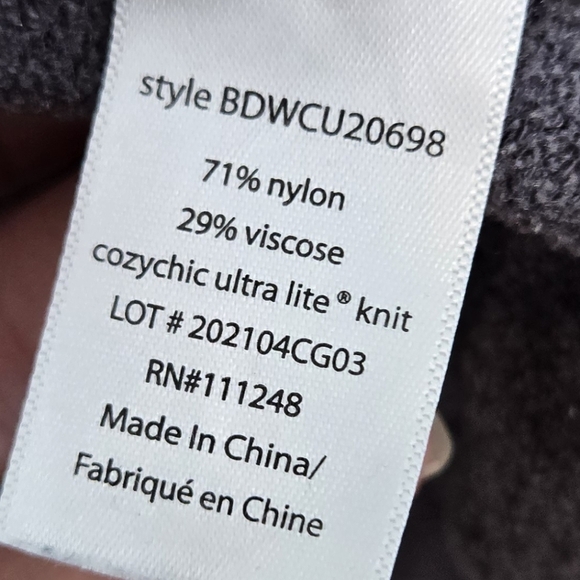 style BDWCU20698
71% nylon
29% viscose
cozychic ultra lite ® knit
LOT # 202104CG03
RN#111248
Made In China/
Fabriqué en Chine